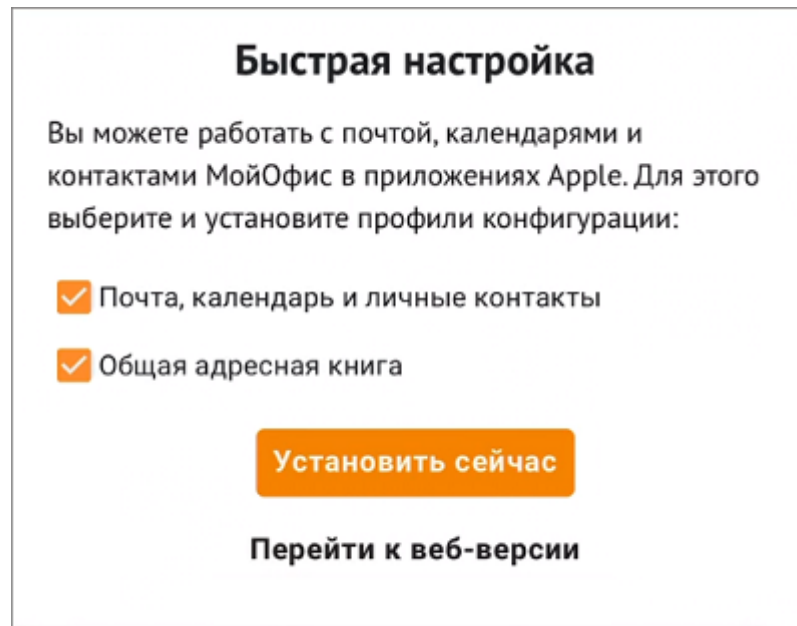 Быстрая настройка
Вы можете работать с почтой, календарями и
контактами МойОфис в приложениях Apple. Для этого
выберите и установите профили конфигурации:
Почта, календарь и личные контакты
Общая адресная книга
Установить сейчас
Перейти к веб-версии